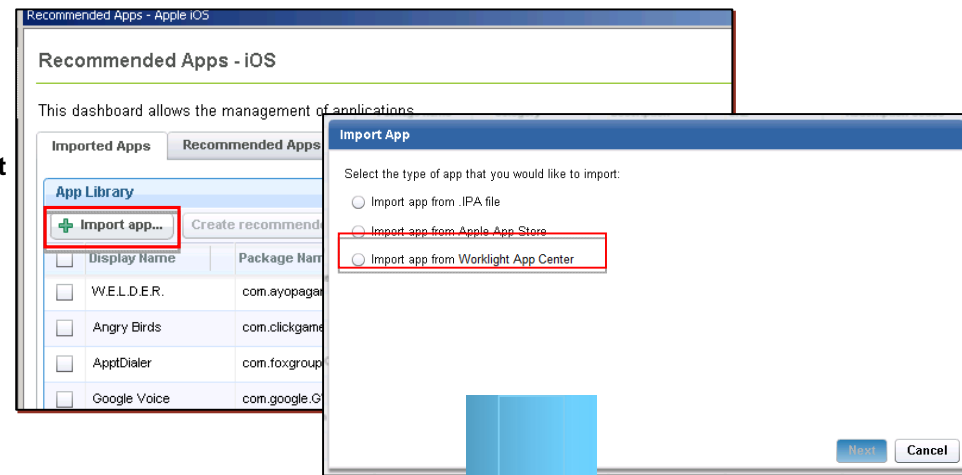 Recommended Apps - Apple iOS
Recommended Apps - iOS
This dashboard allows the management of applications
Imported Apps
Recommended Apps
t
App Library
Import app...
Create recommende
Display Name
Package Nam
W.E.L.D.E.R.
com.ayopagar
Angry Birds
com.clickgame
ApptDialer
com.foxgroup
Google Voice
com.google.G
Import App
Select the type of app that you would like to import:
Import app from .IPA file
Import app from Apple App Store
Import app from Worklight App Center
Next
Cancel